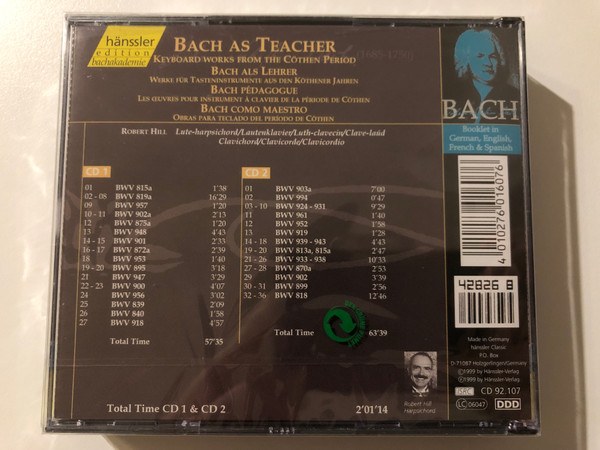 hänssler
edition
bachakademie
BACH AS TEACHER
KEYBOARD WORKS FROM THE CÖTHEN PERIOD
BACH ALS LEHRER
WERKE FÜR TASTENINSTRUMENTE AUS DEN KÖTHENER JAHREN
BACH PÉDAGOGUE
LES ŒUVRES POUR INSTRUMENT À CLAVIER DE LA PÉRIODE DE CÖTHEN
BACH COMO MAESTRO
OBRAS PARA TECLADO DEL PERÍODO DE CÖTHEN
ROBERT HILL Lute-harpsichord/Lautenklavier/Luth-clavecin/Clave-laúd
Clavichord/Clavicorde/Clavicordio
CD 1
01 BWV 815a 1'38
02 - 08 BWV 819a 16'29
09 BWV 957 1'20
10 - 11 BWV 902a 2'13
12 BWV 875a 1'20
13 BWV 948 4'43
14 - 15 BWV 901 2'33
16 - 17 BWV 872a 2'39
18 BWV 953 1'40
19 - 20 BWV 895 3'18
21 BWV 947 3'29
22 - 23 BWV 900 4'07
24 BWV 956 3'02
25 BWV 839 2'09
26 BWV 840 1'58
27 BWV 918 4'57
Total Time 57'35
CD 2
01 BWV 903a 7'00
02 BWV 994 0'47
03 - 10 BWV 924 - 931 9'29
11 BWV 961 1'40
12 BWV 952 1'58
13 BWV 919 1'28
14 - 18 BWV 939 - 943 4'43
19 - 20 BWV 813a, 815a 2'47
21 - 26 BWV 933 - 938 10'33
27 - 28 BWV 870a 2'53
29 BWV 902 3'39
30 - 31 BWV 899 2'56
32 - 36 BWV 818 12'46
Total Time 63'39
Total Time CD 1 & CD 2 2'01'14
Robert Hill
Harpsichord
BACH
Booklet in
German, English,
French & Spanish
4 010276 016076
42826 8
Made in Germany
hänssler Classic
P.O. Box
D-71087 Holzgerlingen/Germany
℗1999 by Hänssler-Verlag
©1999 by Hänssler-Verlag
CD 92.107
LC 06047
DDD